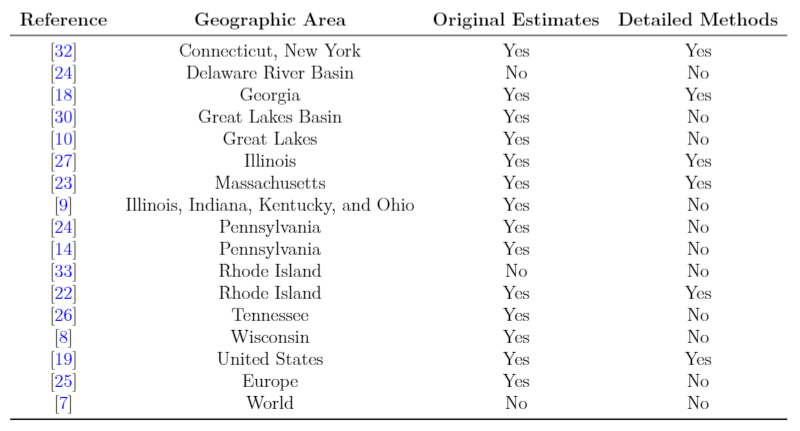 Reference Geographic Area Original Estimates Detailed Methods
[32] Connecticut, New York Yes Yes
[24] Delaware River Basin No No
[18] Georgia Yes Yes
[30] Great Lakes Basin Yes No
[10] Great Lakes Yes No
[27] Illinois Yes Yes
[23] Massachusetts Yes Yes
[9] Illinois, Indiana, Kentucky, and Ohio Yes No
[24] Pennsylvania Yes No
[14] Pennsylvania Yes No
[33] Rhode Island No No
[22] Rhode Island Yes Yes
[26] Tennessee Yes No
[8] Wisconsin Yes No
[19] United States Yes Yes
[25] Europe Yes No
[7] World No No